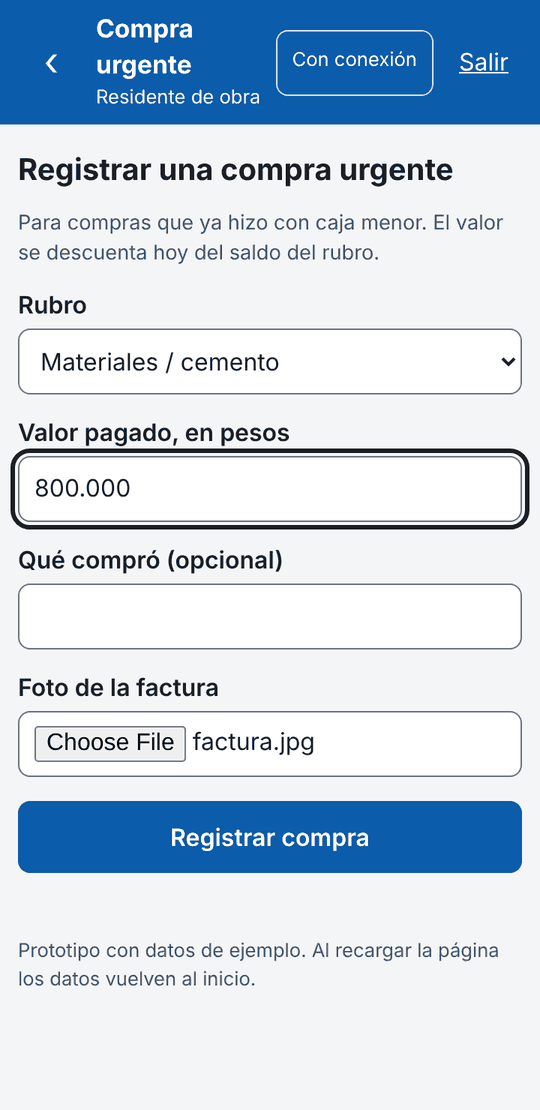 ‹
Compra
urgente
Residente de obra
Con conexión
Salir
Registrar una compra urgente
Para compras que ya hizo con caja menor. El valor
se descuenta hoy del saldo del rubro.
Rubro
Materiales / cemento
Valor pagado, en pesos
800.000
Qué compró (opcional)
Foto de la factura
Choose File factura.jpg
Registrar compra
Prototipo con datos de ejemplo. Al recargar la página
los datos vuelven al inicio.